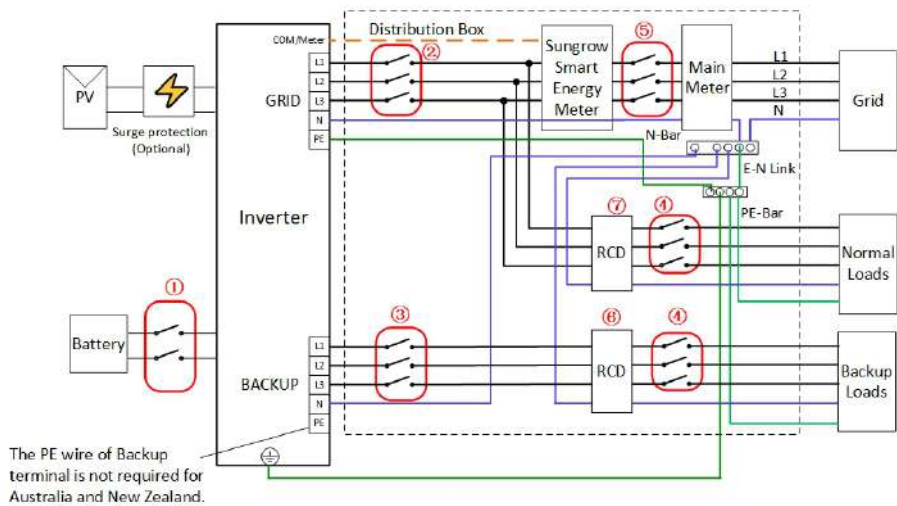 Distribution Box
COM/Meter
②
⑤
L1
L2
L3
N
PE
GRID
PV
Surge protection
(Optional)
Sungrow
Smart
Energy
Meter
Main
Meter
L1
L2
L3
N
Grid
N-Bar
E-N Link
PE-Bar
Inverter
⑦
④
RCD
Normal
Loads
①
Battery
③
⑥
④
L1
L2
L3
N
PE
BACKUP
RCD
Backup
Loads
The PE wire of Backup
terminal is not required for
Australia and New Zealand.